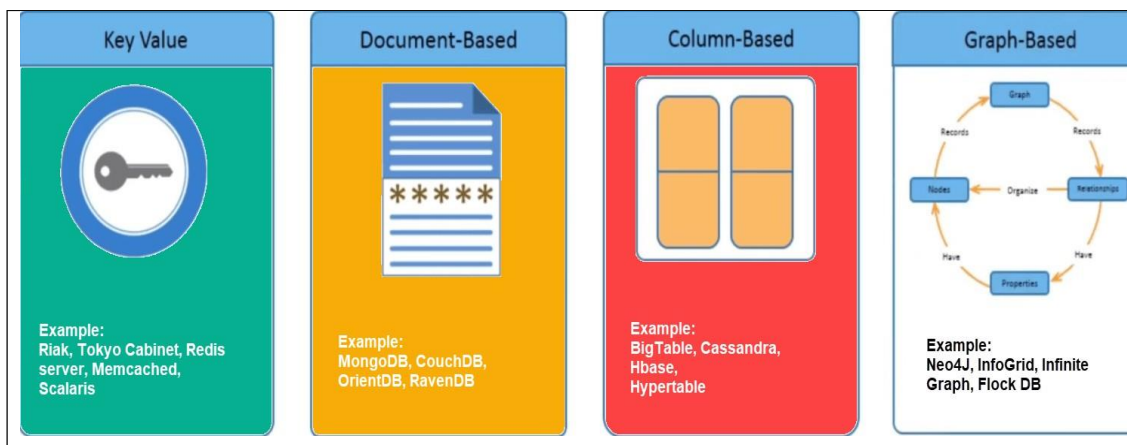 Key Value
Example:
Riak, Tokyo Cabinet, Redis
server, Memcached,
Scalaris
Document-Based
*****
Example:
MongoDB, CouchDB,
OrientDB, RavenDB
Column-Based
Example:
BigTable, Cassandra,
Hbase,
Hypertable
Graph-Based
Graph
Records
Records
Nodes
Organize
Relationships
Have
Have
Properties
Example:
Neo4J, InfoGrid, Infinite
Graph, Flock DB